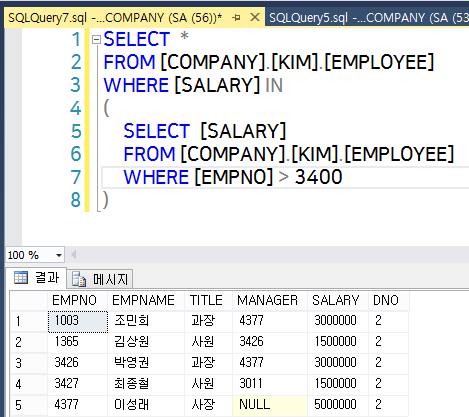 SQLQuery7.sql -...COMPANY (SA (56))* SQLQuery5.sql -...COMPANY (SA (53
1 SELECT *
2 FROM [COMPANY].[KIM].[EMPLOYEE]
3 WHERE [SALARY] IN
4 (
5 SELECT [SALARY]
6 FROM [COMPANY].[KIM].[EMPLOYEE]
7 WHERE [EMPNO] > 3400
8 )
100 %
결과 메시지
EMPNO EMPNAME TITLE MANAGER SALARY DNO
1 1003 조민희 과장 4377 3000000 2
2 1365 김상원 사원 3426 1500000 2
3 3426 박영권 과장 4377 3000000 2
4 3427 최종철 사원 3011 1500000 2
5 4377 이성래 사장 NULL 5000000 2